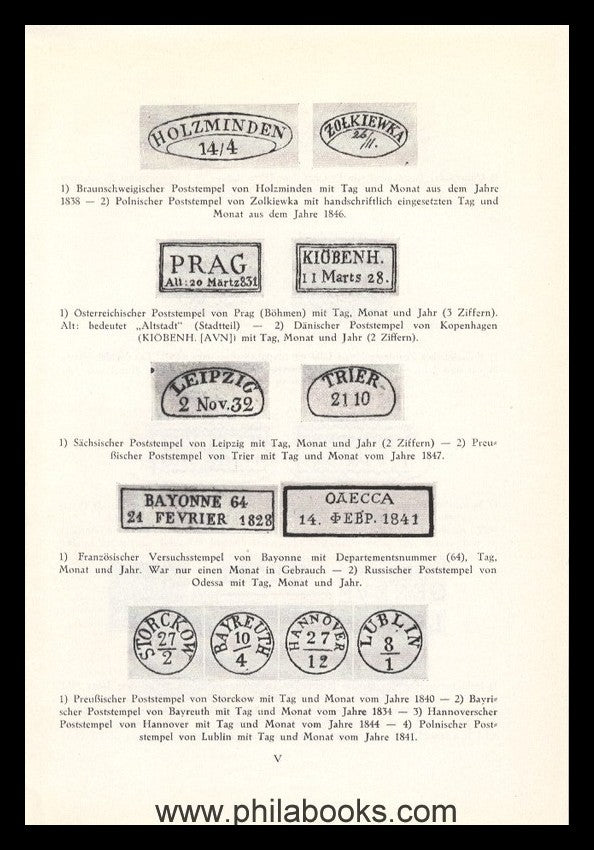 HOLZMINDEN
14/4
ŻOŁKIEWKA
26/11.
1) Braunschweigischer Poststempel von Holzminden mit Tag und Monat aus dem Jahre
1838 — 2) Polnischer Poststempel von Zolkiewka mit handschriftlich eingesetzten Tag und
Monat aus dem Jahre 1846.
PRAG
Alt: 20 Märtz 831
KIÖBENH.
11 Marts 28.
1) Österreichischer Poststempel von Prag (Böhmen) mit Tag, Monat und Jahr (3 Ziffern).
Alt: bedeutet „Altstadt" (Stadtteil) — 2) Dänischer Poststempel von Kopenhagen
(KIÖBENH. [AVN]) mit Tag, Monat und Jahr (2 Ziffern).
LEIPZIG
2 Nov. 32
TRIER
21 10
1) Sächsischer Poststempel von Leipzig mit Tag, Monat und Jahr (2 Ziffern) — 2) Preu-
ßischer Poststempel von Trier mit Tag und Monat vom Jahre 1847.
BAYONNE 64
21 FEVRIER 1828
ОДЕССА
14. ФЕВР. 1841
1) Französischer Versuchsstempel von Bayonne mit Departementsnummer (64), Tag,
Monat und Jahr. War nur einen Monat in Gebrauch — 2) Russischer Poststempel von
Odessa mit Tag, Monat und Jahr.
STORCKOW
27
2
BAYREUTH
10
4
HANNOVER
27
12
LUBLIN
8
1
1) Preußischer Poststempel von Storckow mit Tag und Monat vom Jahre 1840 — 2) Bayri-
scher Poststempel von Bayreuth mit Tag und Monat vom Jahre 1834 — 3) Hannoverscher
Poststempel von Hannover mit Tag und Monat vom Jahre 1844 — 4) Polnischer Post-
stempel von Lublin mit Tag und Monat vom Jahre 1841.
V
www.philabooks.com